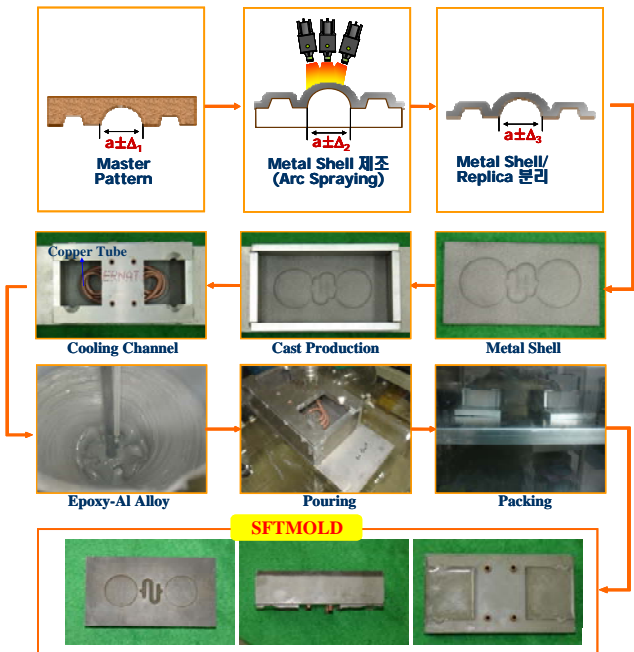 a±Δ1
Master
Pattern
a±Δ2
Metal Shell 제조
(Arc Spraying)
a±Δ3
Metal Shell/
Replica 분리
Copper Tube
Cooling Channel
Cast Production
Metal Shell
Epoxy-Al Alloy
Pouring
Packing
SFTMOLD